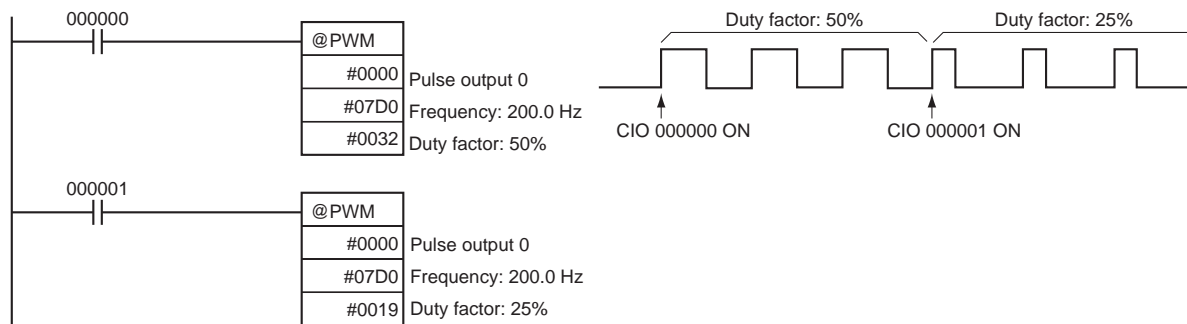 000000
@PWM
#0000 Pulse output 0
#07D0 Frequency: 200.0 Hz
#0032 Duty factor: 50%
000001
@PWM
#0000 Pulse output 0
#07D0 Frequency: 200.0 Hz
#0019 Duty factor: 25%
Duty factor: 50% Duty factor: 25%
CIO 000000 ON CIO 000001 ON